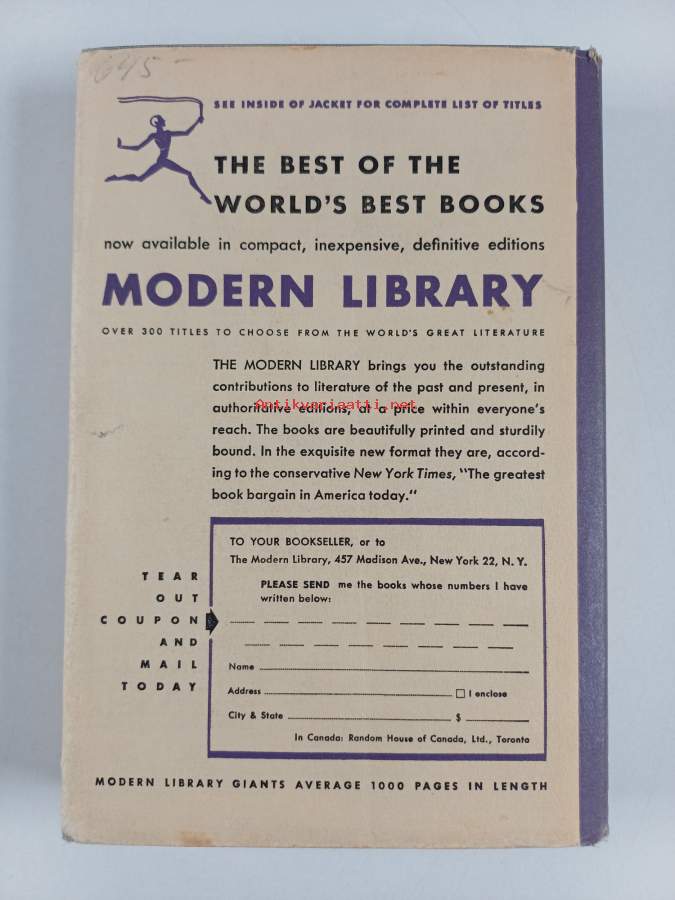 645 -
SEE INSIDE OF JACKET FOR COMPLETE LIST OF TITLES
THE BEST OF THE
WORLD'S BEST BOOKS
now available in compact, inexpensive, definitive editions
MODERN LIBRARY
OVER 300 TITLES TO CHOOSE FROM THE WORLD'S GREAT LITERATURE
THE MODERN LIBRARY brings you the outstanding
contributions to literature of the past and present, in
authoritative editions, at a price within everyone's
Antikvariaatti.net
reach. The books are beautifully printed and sturdily
bound. In the exquisite new format they are, accord-
ing to the conservative New York Times, "The greatest
book bargain in America today."
TO YOUR BOOKSELLER, or to
The Modern Library, 457 Madison Ave., New York 22, N. Y.
PLEASE SEND me the books whose numbers I have
written below:
TEAR
OUT
COUPON
AND
MAIL
TODAY
Name
Address I enclose
City & State $
In Canada: Random House of Canada, Ltd., Toronto
MODERN LIBRARY GIANTS AVERAGE 1000 PAGES IN LENGTH